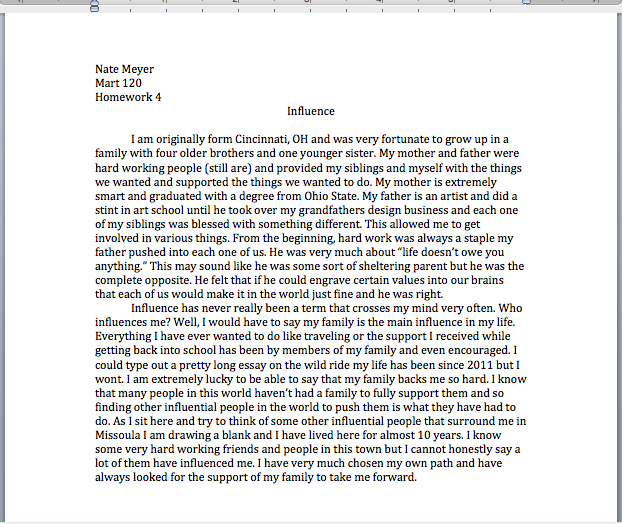 Nate Meyer
Mart 120
Homework 4
Influence
I am originally form Cincinnati, OH and was very fortunate to grow up in a
family with four older brothers and one younger sister. My mother and father were
hard working people (still are) and provided my siblings and myself with the things
we wanted and supported the things we wanted to do. My mother is extremely
smart and graduated with a degree from Ohio State. My father is an artist and did a
stint in art school until he took over my grandfathers design business and each one
of my siblings was blessed with something different. This allowed me to get
involved in various things. From the beginning, hard work was always a staple my
father pushed into each one of us. He was very much about “life doesn’t owe you
anything.” This may sound like he was some sort of sheltering parent but he was the
complete opposite. He felt that if he could engrave certain values into our brains
that each of us would make it in the world just fine and he was right.
Influence has never really been a term that crosses my mind very often. Who
influences me? Well, I would have to say my family is the main influence in my life.
Everything I have ever wanted to do like traveling or the support I received while
getting back into school has been by members of my family and even encouraged. I
could type out a pretty long essay on the wild ride my life has been since 2011 but I
wont. I am extremely lucky to be able to say that my family backs me so hard. I know
that many people in this world haven’t had a family to fully support them and so
finding other influential people in the world to push them is what they have had to
do. As I sit here and try to think of some other influential people that surround me in
Missoula I am drawing a blank and I have lived here for almost 10 years. I know
some very hard working friends and people in this town but I cannot honestly say a
lot of them have influenced me. I have very much chosen my own path and have
always looked for the support of my family to take me forward.